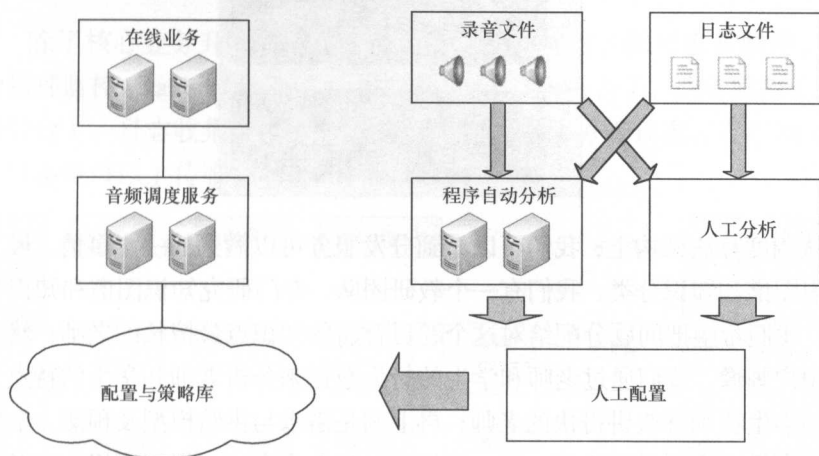 在线业务
录音文件
日志文件
音频调度服务
程序自动分析
人工分析
配置与策略库
人工配置